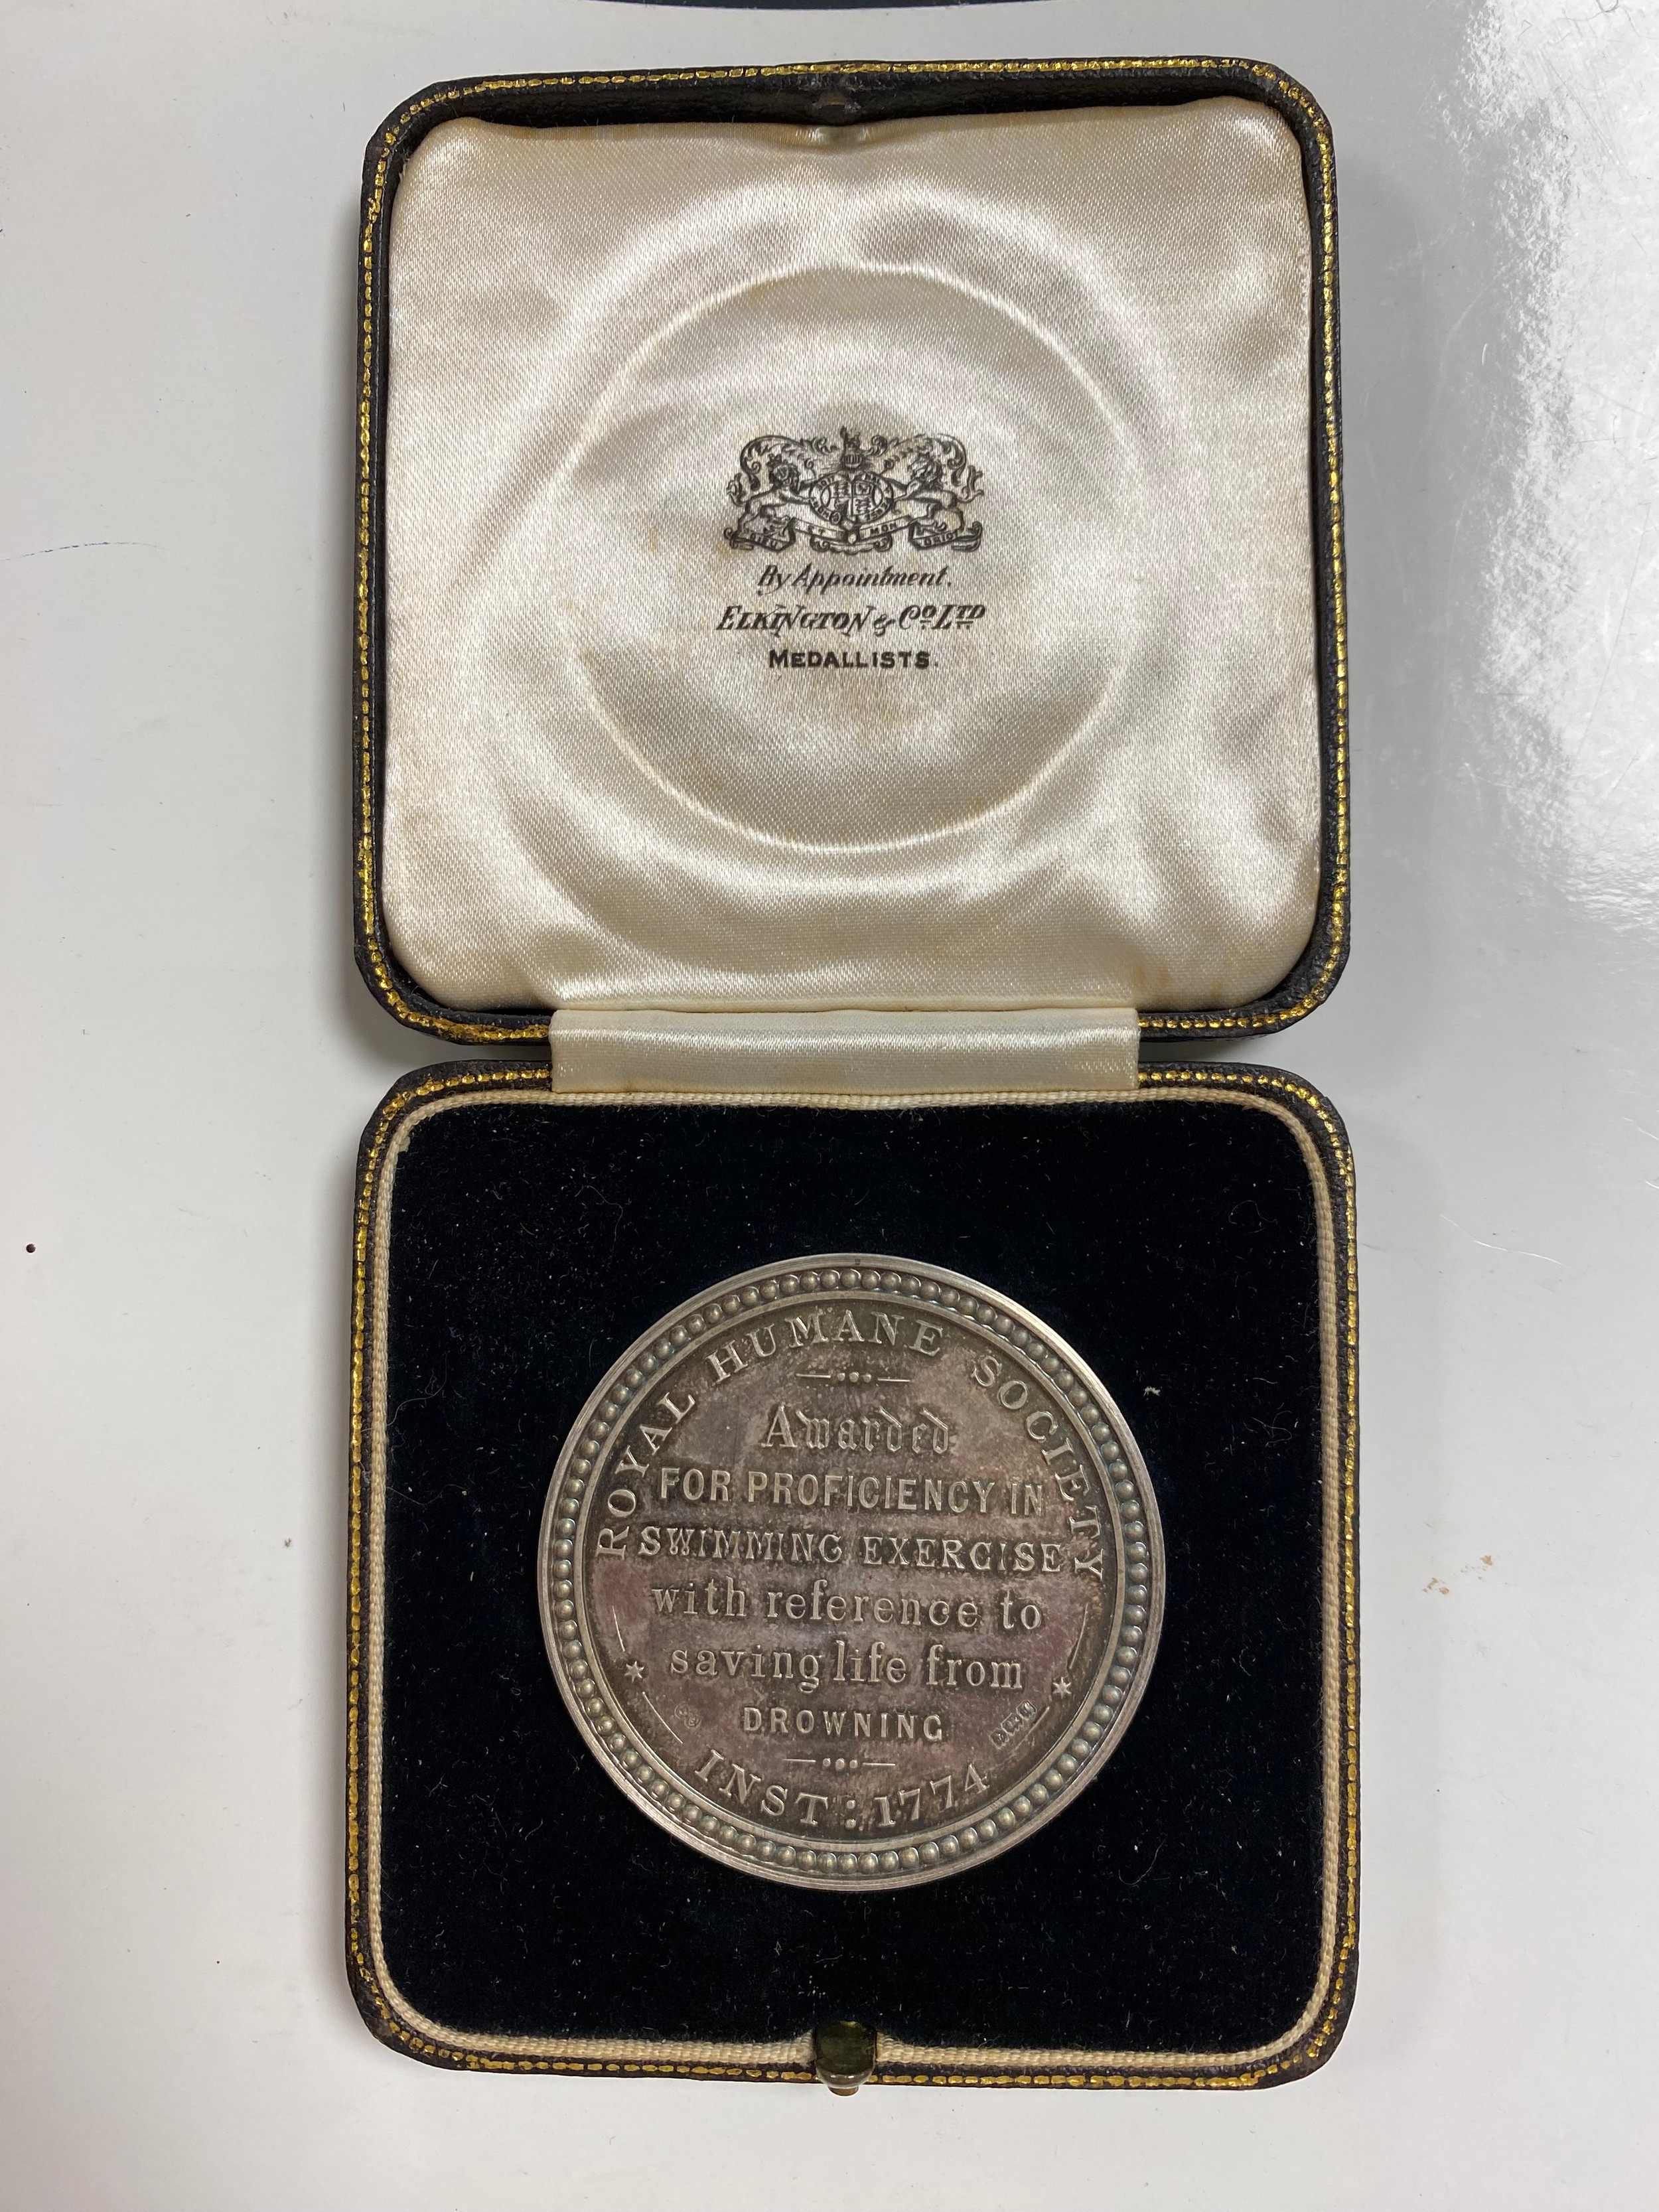 By Appointment.
ELKINGTON & Co. LTD
MEDALLISTS.
ROYAL HUMANE SOCIETY
Awarded
FOR PROFICIENCY IN
SWIMMING EXERCISE
with reference to
saving life from
DROWNING
INST: 1774